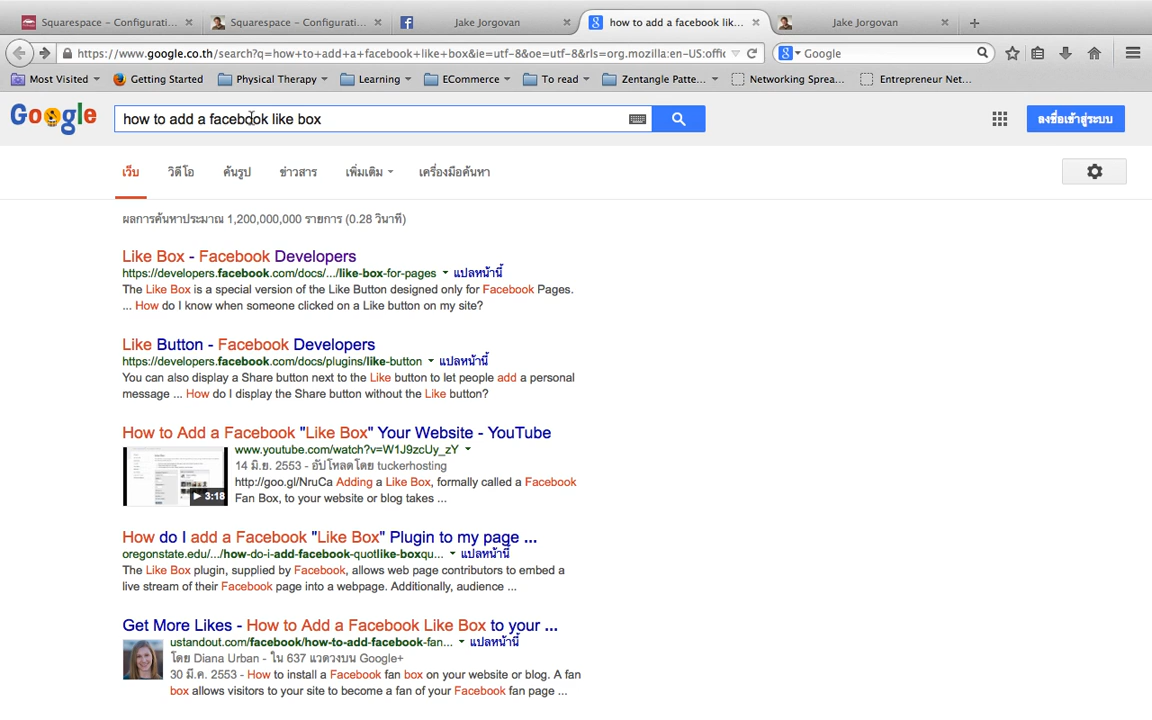 Squarespace – Configurati...
Squarespace – Configurati...
Jake Jorgovan
how to add a facebook lik...
Jake Jorgovan
https://www.google.co.th/search?q=how+to+add+a+facebook+like+box&ie=utf-8&oe=utf-8&rls=org.mozilla:en-US:offic
Google
Most Visited
Getting Started
Physical Therapy
Learning
ECommerce
To read
Zentangle Patte...
Networking Sprea...
Entrepreneur Net...
Google
how to add a facebook like box
ลงชื่อเข้าสู่ระบบ
เว็บ
วิดีโอ
ค้นรูป
ข่าวสาร
เพิ่มเติม
เครื่องมือค้นหา
ผลการค้นหาประมาณ 1,200,000,000 รายการ (0.28 วินาที)
Like Box - Facebook Developers
https://developers.facebook.com/docs/.../like-box-for-pages แปลหน้านี้
The Like Box is a special version of the Like Button designed only for Facebook Pages.
... How do I know when someone clicked on a Like button on my site?
Like Button - Facebook Developers
https://developers.facebook.com/docs/plugins/like-button แปลหน้านี้
You can also display a Share button next to the Like button to let people add a personal
message ... How do I display the Share button without the Like button?
How to Add a Facebook "Like Box" Your Website - YouTube
www.youtube.com/watch?v=W1J9zcUy_zY
14 มิ.ย. 2553 - อัปโหลดโดย tuckerhosting
http://goo.gl/NruCa Adding a Like Box, formally called a Facebook
Fan Box, to your website or blog takes ...
3:18
How do I add a Facebook "Like Box" Plugin to my page ...
oregonstate.edu/.../how-do-i-add-facebook-quotlike-boxqu... แปลหน้านี้
The Like Box plugin, supplied by Facebook, allows web page contributors to embed a
live stream of their Facebook page into a webpage. Additionally, audience ...
Get More Likes - How to Add a Facebook Like Box to your ...
ustandout.com/facebook/how-to-add-facebook-fan... แปลหน้านี้
โดย Diana Urban - ใน 637 แวดวงบน Google+
30 มี.ค. 2553 - How to install a Facebook fan box on your website or blog. A fan
box allows visitors to your site to become a fan of your Facebook fan page ...